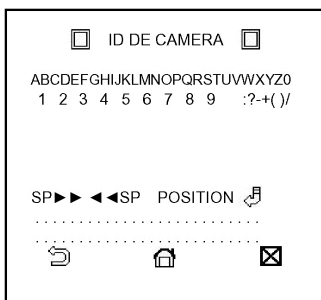 ID DE CAMERA
ABCDEFGHIJKLMNOPQRSTUVWXYZ0
1 2 3 4 5 6 7 8 9 :?-+( )/
SP►► ◄◄SP POSITION
. . . . . . . . . . . . . . . . . . . . . . . . . .
. . . . . . . . . . . . . . . . . . . . . . . . . .